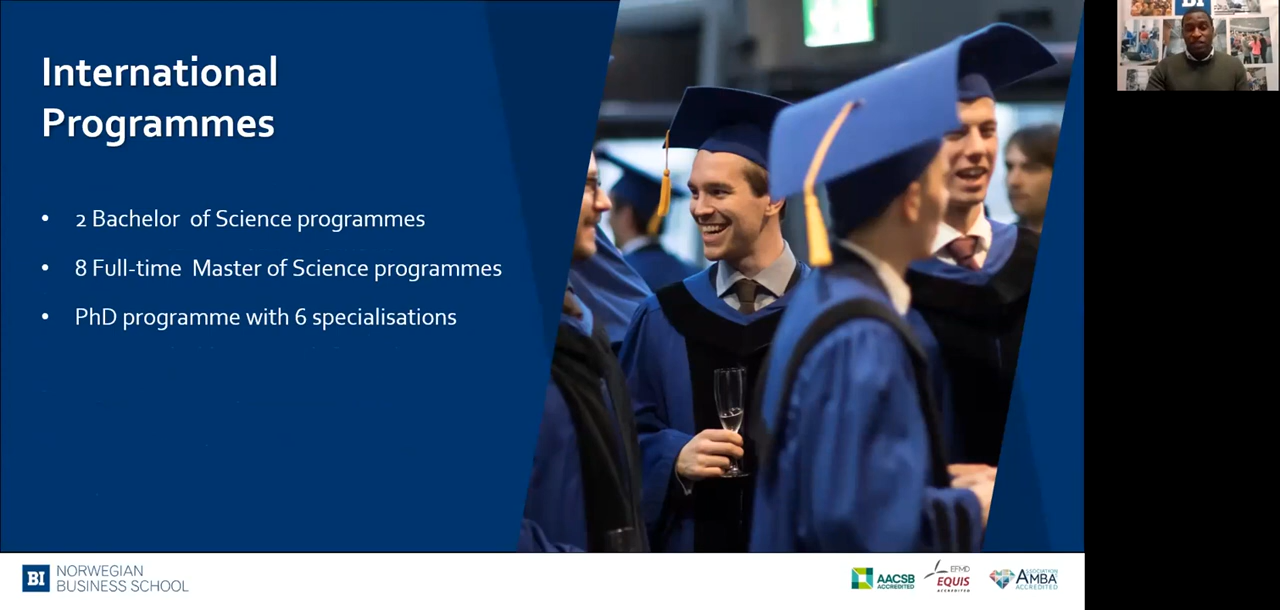 International
Programmes
• 2 Bachelor of Science programmes
• 8 Full-time Master of Science programmes
• PhD programme with 6 specialisations
BI
BI NORWEGIAN
BUSINESS SCHOOL
AACSB
ACCREDITED
EFMD
EQUIS
ACCREDITED
ASSOCIATION
AMBA
ACCREDITED